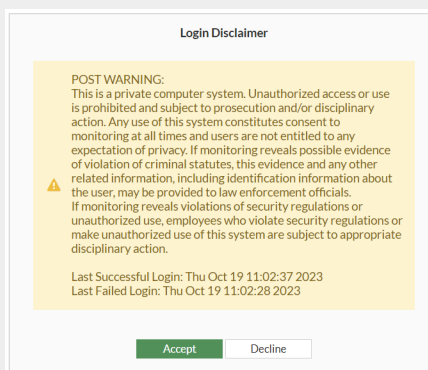 Login Disclaimer
POST WARNING:
This is a private computer system. Unauthorized access or use
is prohibited and subject to prosecution and/or disciplinary
action. Any use of this system constitutes consent to
monitoring at all times and users are not entitled to any
expectation of privacy. If monitoring reveals possible evidence
of violation of criminal statutes, this evidence and any other
related information, including identification information about
the user, may be provided to law enforcement officials.
If monitoring reveals violations of security regulations or
unauthorized use, employees who violate security regulations or
make unauthorized use of this system are subject to appropriate
disciplinary action.
Last Successful Login: Thu Oct 19 11:02:37 2023
Last Failed Login: Thu Oct 19 11:02:28 2023
Accept Decline